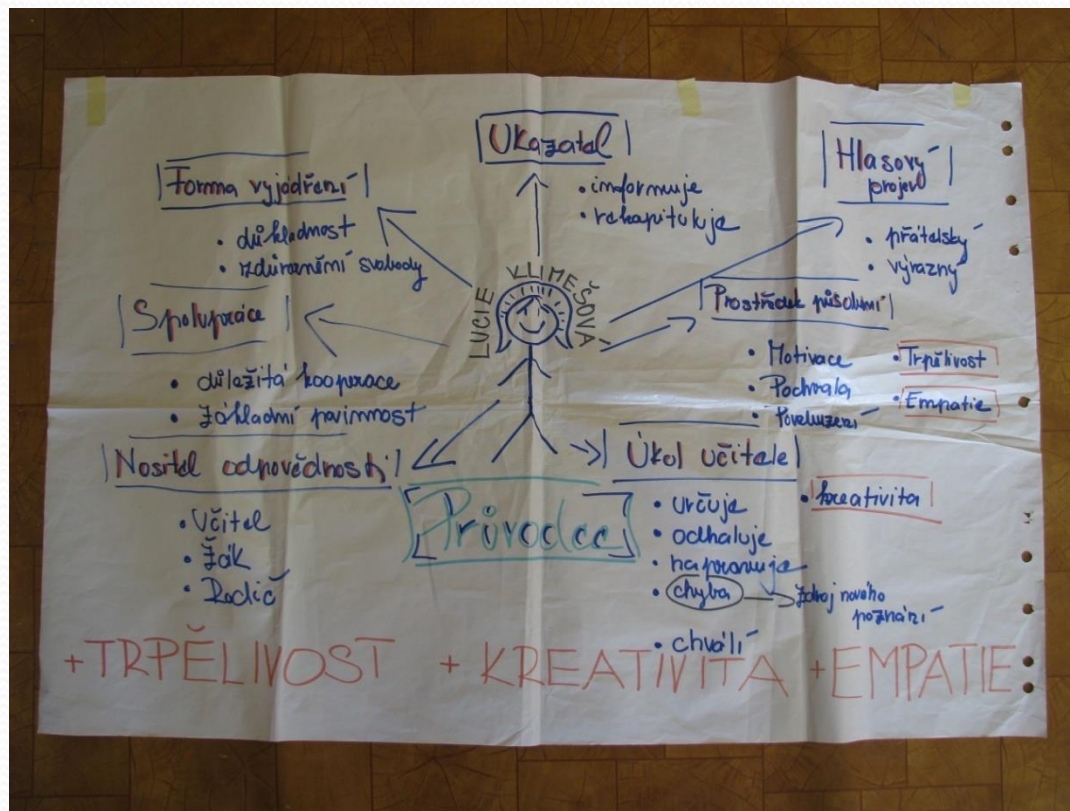 Ukazatel
• informuje
• rekapituluje
Forma vyjádření
• důkladnost
• zdůraznění svobody
Hlasový
projev
• přátelský
• výrazný
LUCIE KLIMEŠOVÁ
Spolupráce
• důležitá kooperace
• základní povinnost
Prostředek působení
• Motivace
• Pochvala
• Povzbuzení
• Trpělivost
• Empatie
Nositel odpovědnosti
• Učitel
• Žák
• Rodič
Průvodce
Úkol učitele
• určuje
• odhaluje
• napravuje
• chyba → zdroj nového
poznání
• chválí
• kreativita
+TRPĚLIVOST + KREATIVITA +EMPATIE